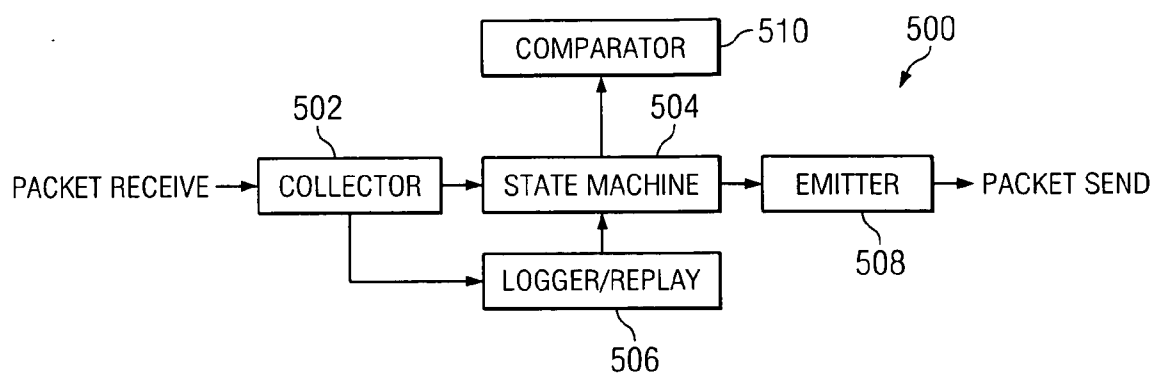 COMPARATOR
510
500
502
504
PACKET RECEIVE
COLLECTOR
STATE MACHINE
EMITTER
PACKET SEND
508
LOGGER/REPLAY
506